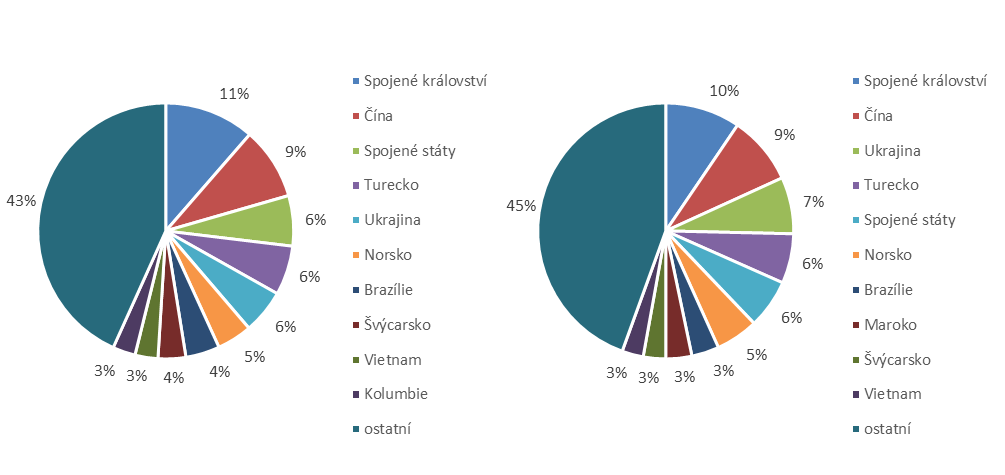 11%
9%
6%
6%
6%
5%
4%
4%
3%
3%
43%
Spojené království
Čína
Spojené státy
Turecko
Ukrajina
Norsko
Brazílie
Švýcarsko
Vietnam
Kolumbie
ostatní
10%
9%
7%
6%
6%
5%
3%
3%
3%
3%
45%
Spojené království
Čína
Ukrajina
Turecko
Spojené státy
Norsko
Brazílie
Maroko
Švýcarsko
Vietnam
ostatní